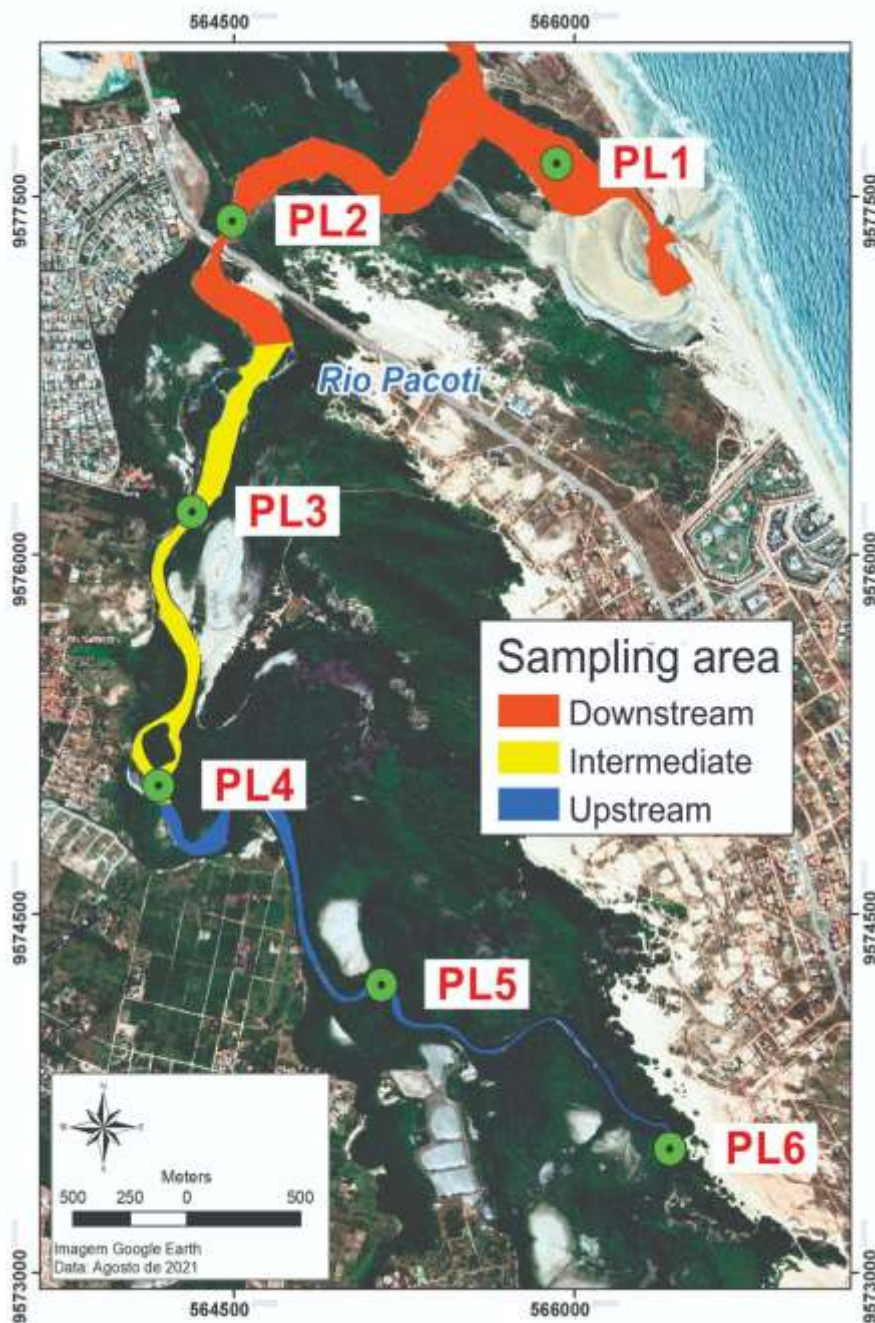 564500
566000
9577500
9577500
PL1
PL2
Rio Pacoti
PL3
9576000
9576000
Sampling area
Downstream
Intermediate
Upstream
PL4
9574500
9574500
PL5
PL6
N
W
E
S
Meters
500 250 0 500
Imagem Google Earth
Data: Agosto de 2021
9573000
9573000
564500
566000